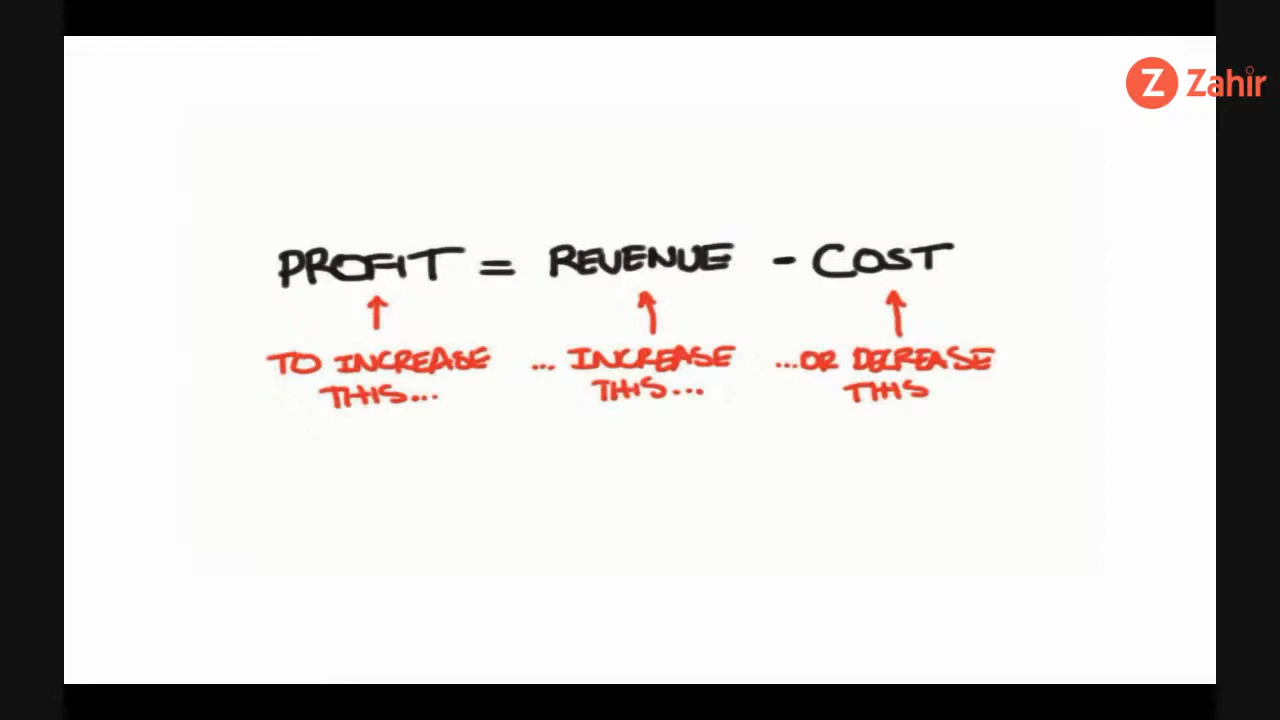 Zahir
PROFIT = REVENUE - COST
TO INCREASE THIS...
... INCREASE THIS...
...OR DECREASE THIS